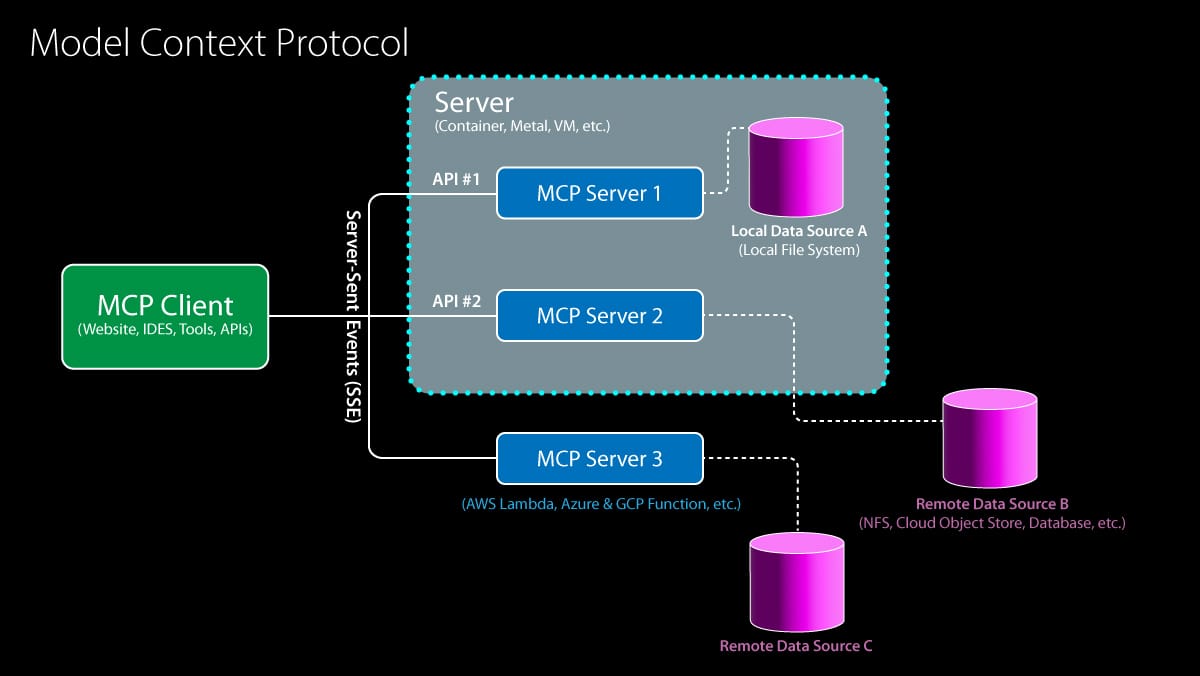 Model Context Protocol
Server
(Container, Metal, VM, etc.)
API #1
MCP Server 1
Local Data Source A
(Local File System)
Server-Sent Events (SSE)
MCP Client
(Website, IDES, Tools, APIs)
API #2
MCP Server 2
MCP Server 3
(AWS Lambda, Azure & GCP Function, etc.)
Remote Data Source B
(NFS, Cloud Object Store, Database, etc.)
Remote Data Source C